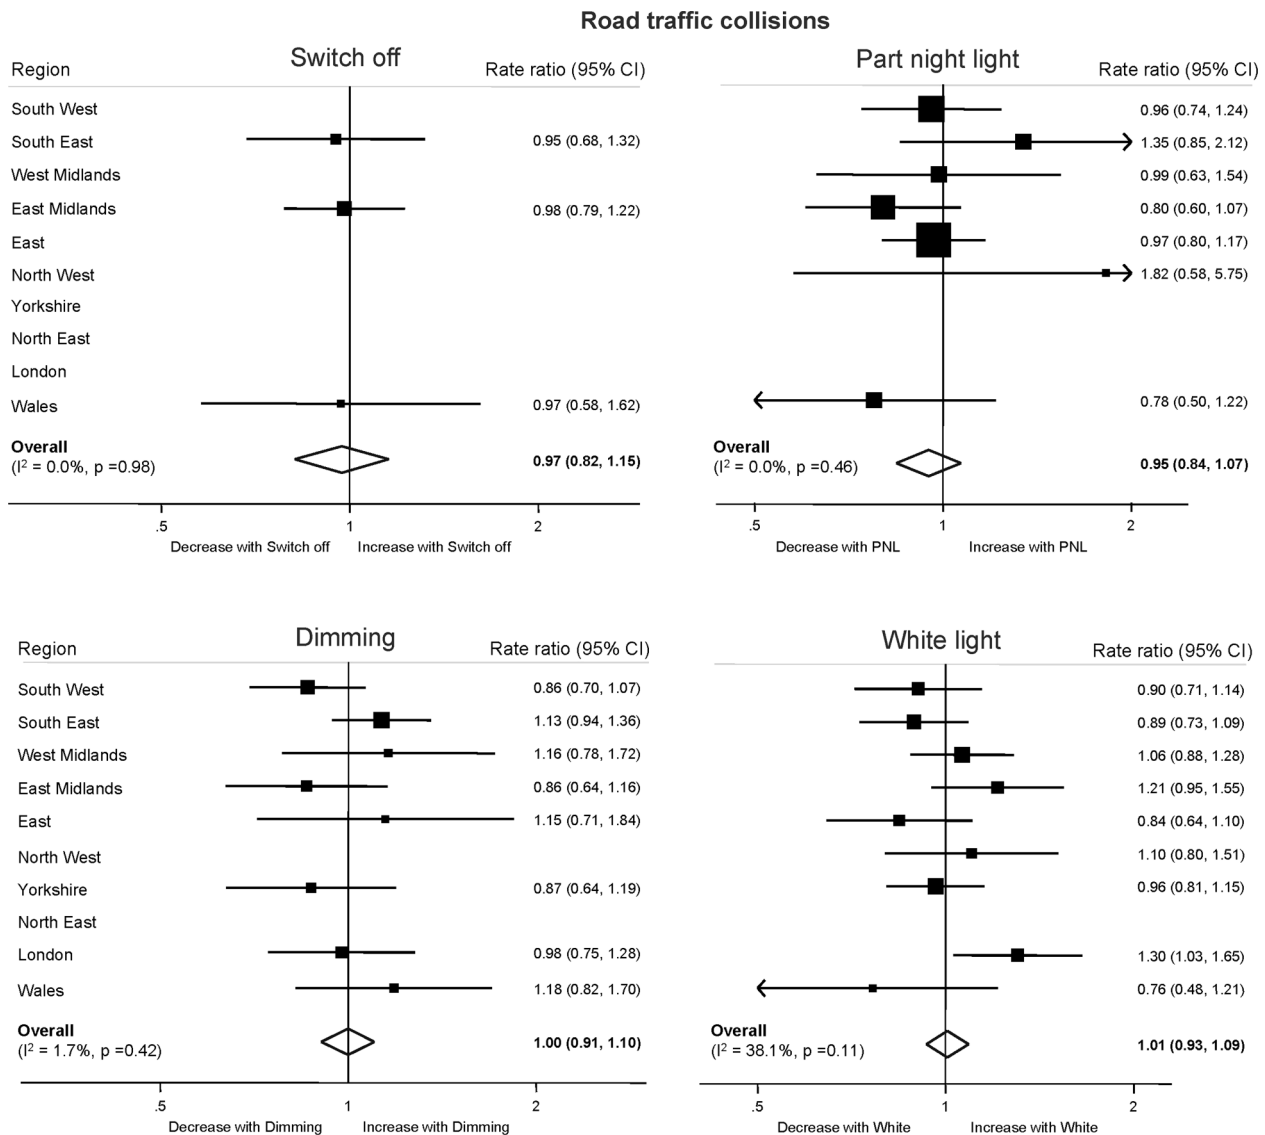 Road traffic collisions
Switch off
Region Rate ratio (95% CI)
South West
South East 0.95 (0.68, 1.32)
West Midlands
East Midlands 0.98 (0.79, 1.22)
East
North West
Yorkshire
North East
London
Wales 0.97 (0.58, 1.62)
Overall
(I² = 0.0%, p =0.98) 0.97 (0.82, 1.15)
.5 1 2
Decrease with Switch off Increase with Switch off
Part night light
Rate ratio (95% CI)
0.96 (0.74, 1.24)
1.35 (0.85, 2.12)
0.99 (0.63, 1.54)
0.80 (0.60, 1.07)
0.97 (0.80, 1.17)
1.82 (0.58, 5.75)
0.78 (0.50, 1.22)
Overall
(I² = 0.0%, p =0.46) 0.95 (0.84, 1.07)
.5 1 2
Decrease with PNL Increase with PNL
Dimming
Region Rate ratio (95% CI)
South West 0.86 (0.70, 1.07)
South East 1.13 (0.94, 1.36)
West Midlands 1.16 (0.78, 1.72)
East Midlands 0.86 (0.64, 1.16)
East 1.15 (0.71, 1.84)
North West
Yorkshire 0.87 (0.64, 1.19)
North East
London 0.98 (0.75, 1.28)
Wales 1.18 (0.82, 1.70)
Overall
(I² = 1.7%, p =0.42) 1.00 (0.91, 1.10)
.5 1 2
Decrease with Dimming Increase with Dimming
White light
Rate ratio (95% CI)
0.90 (0.71, 1.14)
0.89 (0.73, 1.09)
1.06 (0.88, 1.28)
1.21 (0.95, 1.55)
0.84 (0.64, 1.10)
1.10 (0.80, 1.51)
0.96 (0.81, 1.15)
1.30 (1.03, 1.65)
0.76 (0.48, 1.21)
Overall
(I² = 38.1%, p =0.11) 1.01 (0.93, 1.09)
.5 1 2
Decrease with White Increase with White